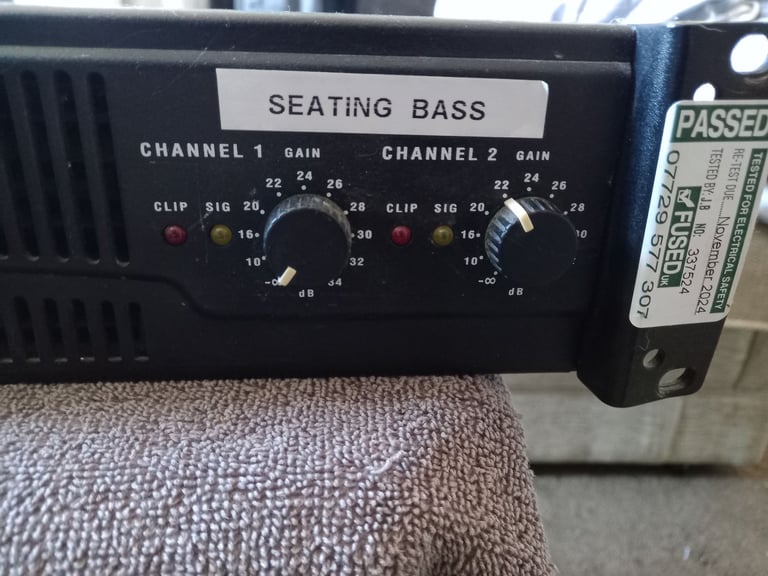 SEATING BASS
CHANNEL 1 GAIN
CLIP SIG
-∞ 10 16 20 22 24 26 28 30 32 34
dB
CHANNEL 2 GAIN
CLIP SIG
-∞ 10 16 20 22 24 26 28
dB
PASSED
TESTED FOR ELECTRICAL SAFETY
RE-TEST DUE November 2024
TESTED BY J.B NO: 337524
FUSED UK
07729 577 307